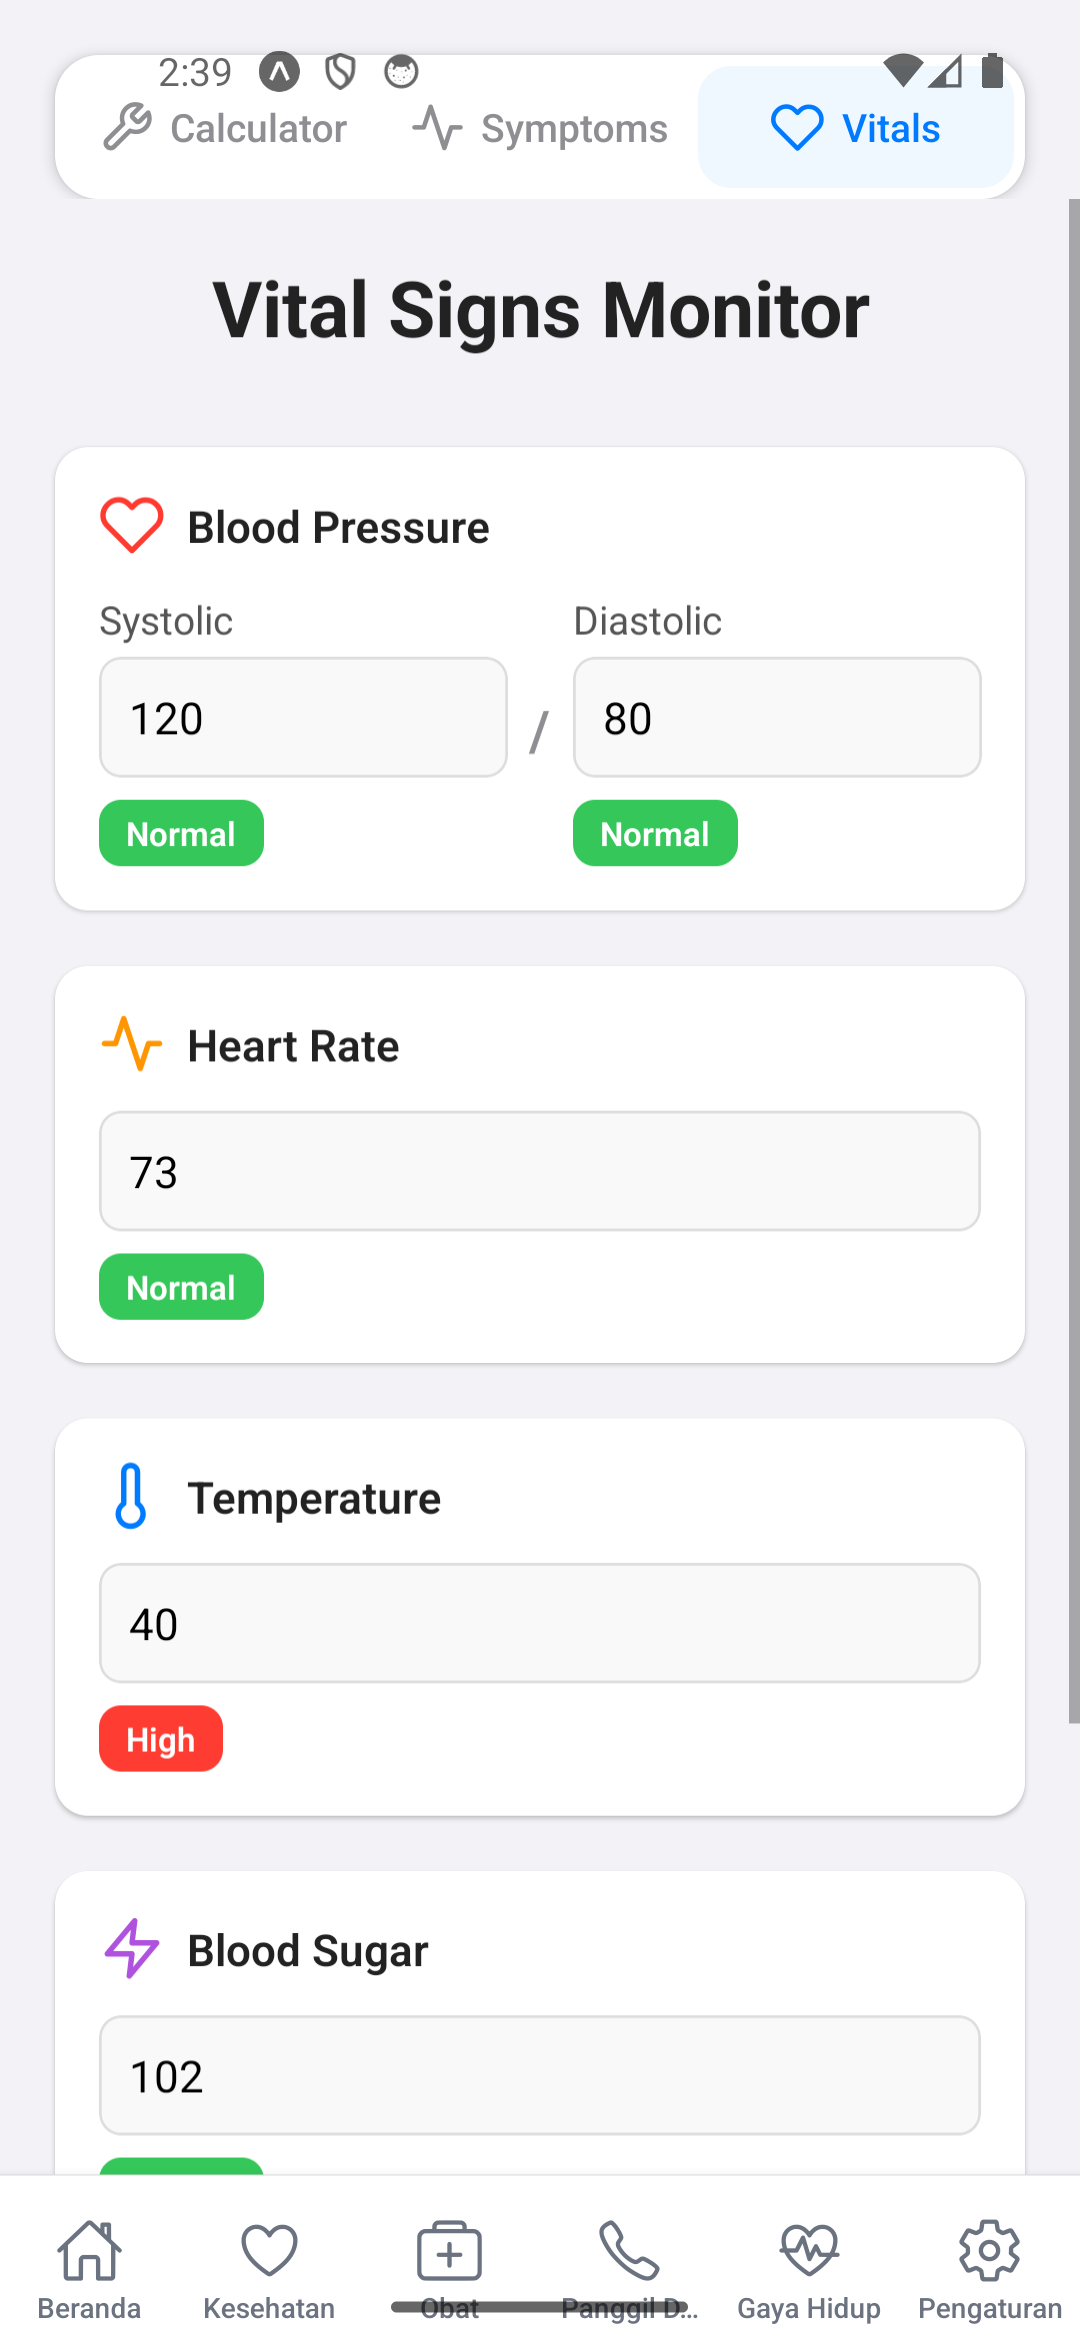 2:39
Calculator Symptoms Vitals
Vital Signs Monitor
Blood Pressure
Systolic Diastolic
120 / 80
Normal Normal
Heart Rate
73
Normal
Temperature
40
High
Blood Sugar
102
Beranda Kesehatan Obat Panggil D... Gaya Hidup Pengaturan